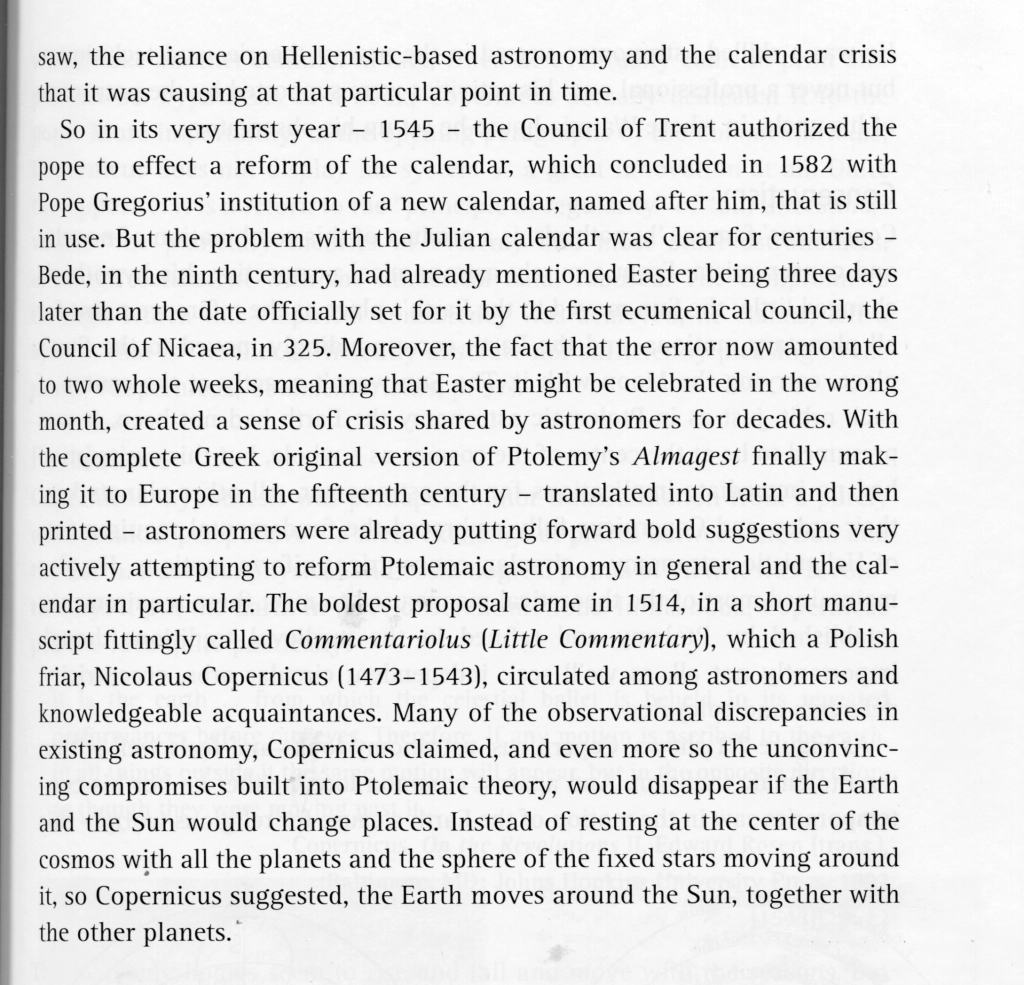 saw, the reliance on Hellenistic-based astronomy and the calendar crisis
that it was causing at that particular point in time.
So in its very first year – 1545 – the Council of Trent authorized the
pope to effect a reform of the calendar, which concluded in 1582 with
Pope Gregorius' institution of a new calendar, named after him, that is still
in use. But the problem with the Julian calendar was clear for centuries –
Bede, in the ninth century, had already mentioned Easter being three days
later than the date officially set for it by the first ecumenical council, the
Council of Nicaea, in 325. Moreover, the fact that the error now amounted
to two whole weeks, meaning that Easter might be celebrated in the wrong
month, created a sense of crisis shared by astronomers for decades. With
the complete Greek original version of Ptolemy's Almagest finally mak-
ing it to Europe in the fifteenth century – translated into Latin and then
printed – astronomers were already putting forward bold suggestions very
actively attempting to reform Ptolemaic astronomy in general and the cal-
endar in particular. The boldest proposal came in 1514, in a short manu-
script fittingly called Commentariolus (Little Commentary), which a Polish
friar, Nicolaus Copernicus (1473–1543), circulated among astronomers and
knowledgeable acquaintances. Many of the observational discrepancies in
existing astronomy, Copernicus claimed, and even more so the unconvinc-
ing compromises built into Ptolemaic theory, would disappear if the Earth
and the Sun would change places. Instead of resting at the center of the
cosmos with all the planets and the sphere of the fixed stars moving around
it, so Copernicus suggested, the Earth moves around the Sun, together with
the other planets.